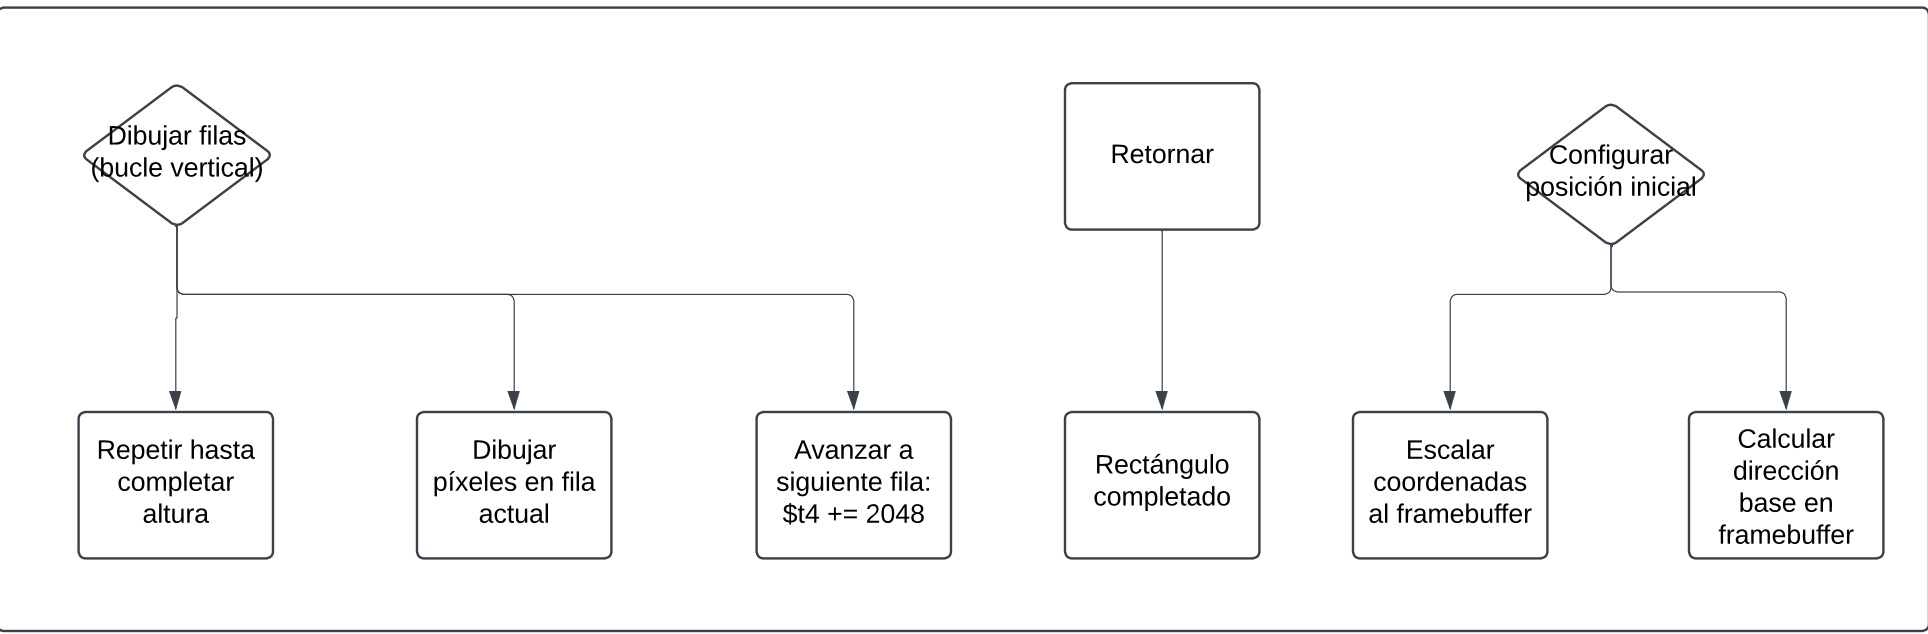 Dibujar filas
(bucle vertical)
Retornar
Configurar
posición inicial
Repetir hasta
completar
altura
Dibujar
píxeles en fila
actual
Avanzar a
siguiente fila:
$t4 += 2048
Rectángulo
completado
Escalar
coordenadas
al framebuffer
Calcular
dirección
base en
framebuffer